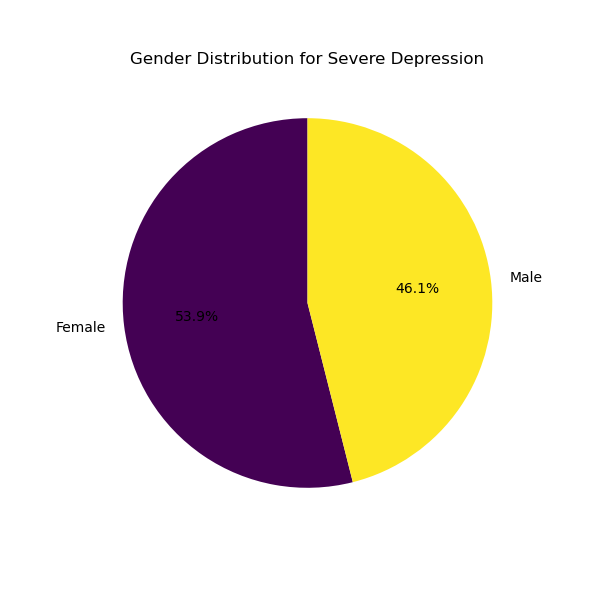 Gender Distribution for Severe Depression
Male
46.1%
53.9%
Female